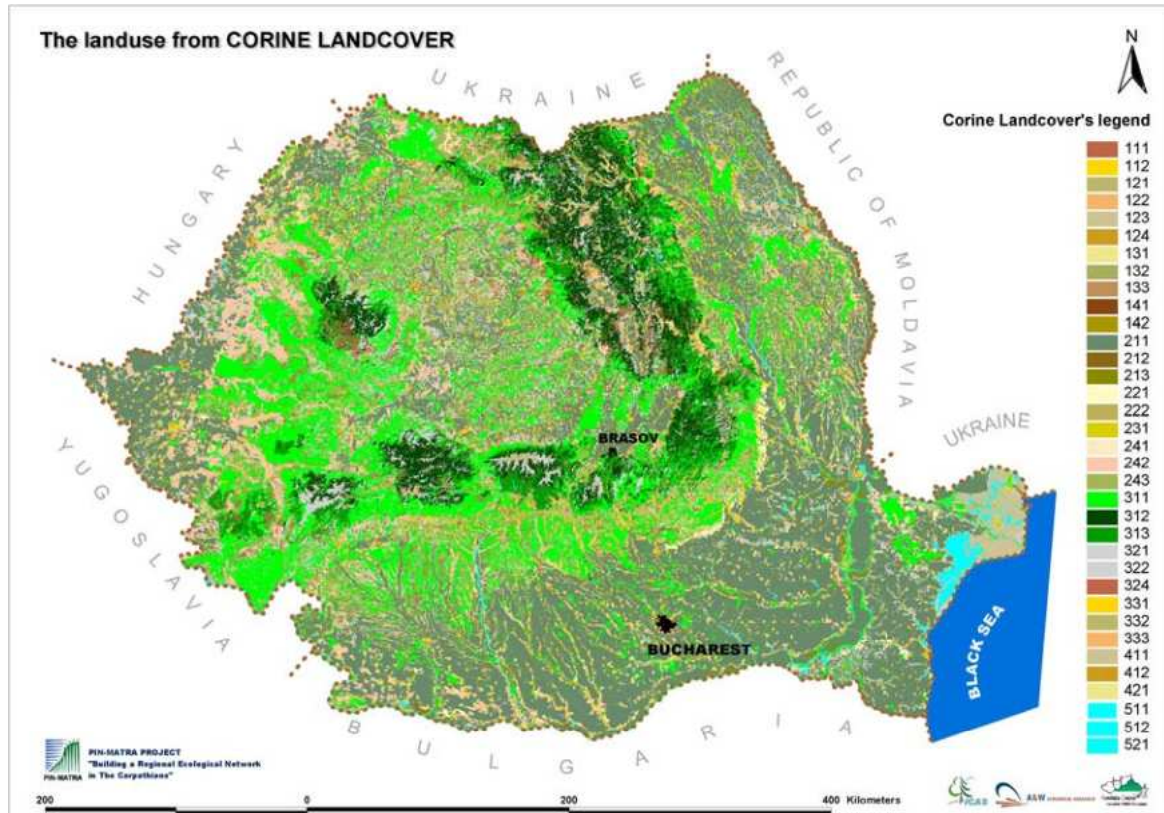 The landuse from CORINE LANDCOVER
N
UKRAINE
REPUBLIC OF MOLDAVIA
HUNGARY
YUGOSLAVIA
BULGARIA
UKRAINE
BLACK SEA
BRASOV
BUCHAREST
Corine Landcover's legend
111
112
121
122
123
124
131
132
133
141
142
211
212
213
221
222
231
241
242
243
311
312
313
321
322
324
331
332
333
411
412
421
511
512
521
PIN-MATRA
PIN-MATRA PROJECT
"Building a Regional Ecological Network
in The Carpathians"
200 0 200 400 Kilometers
ICAS